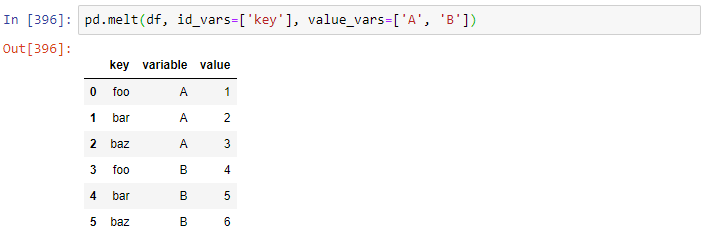 In [396]: pd.melt(df, id_vars=['key'], value_vars=['A', 'B'])
Out[396]:
key variable value
0 foo A 1
1 bar A 2
2 baz A 3
3 foo B 4
4 bar B 5
5 baz B 6